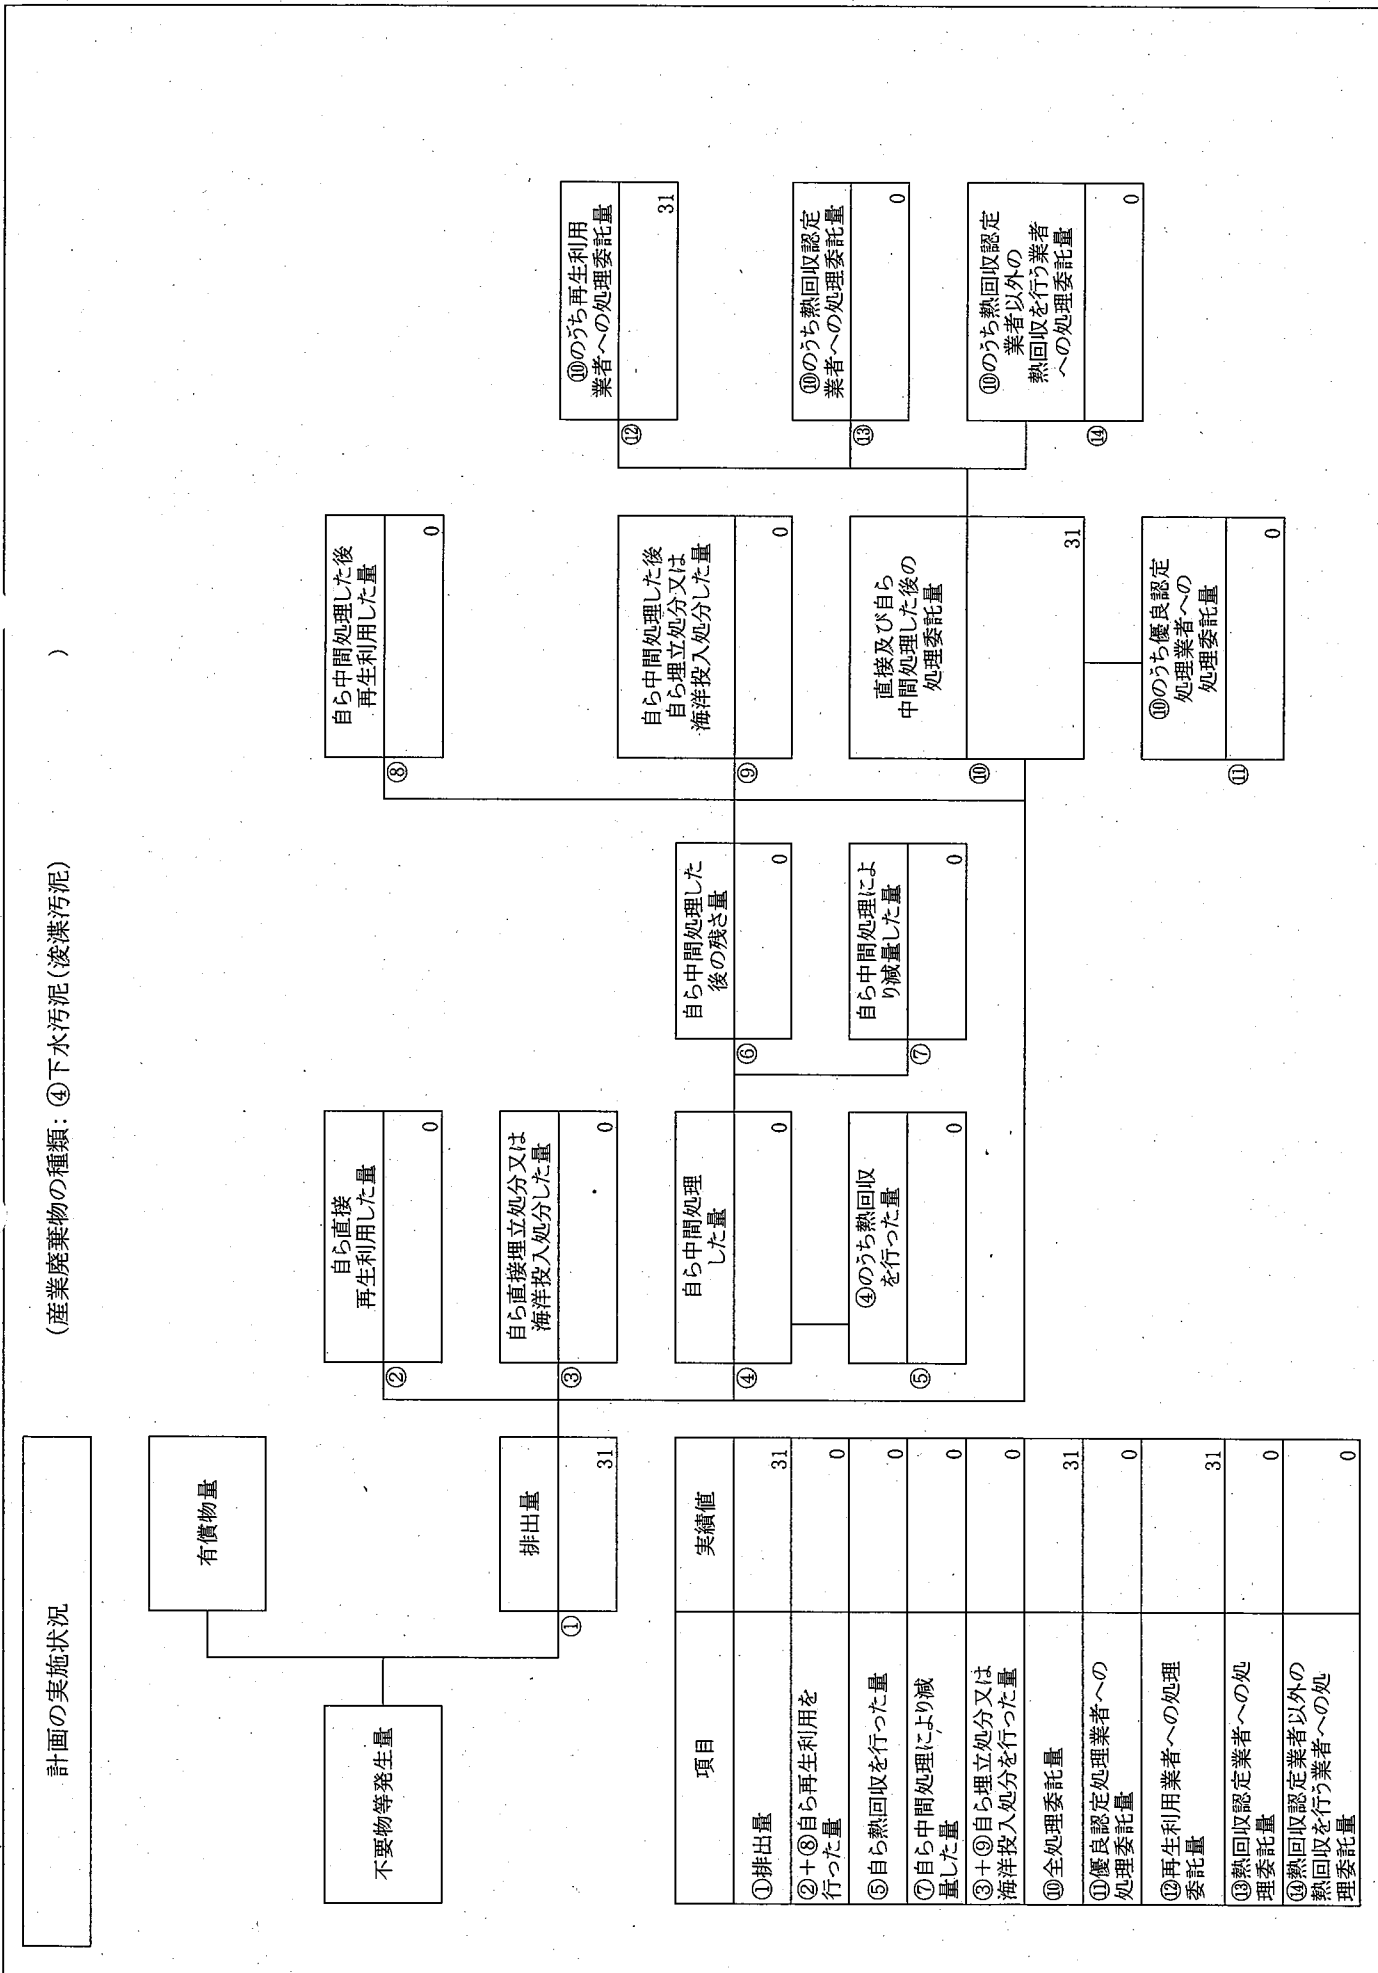 計画の実施状況
（産業廃棄物の種類：④下水汚泥（浚渫汚泥）
）
不要物等発生量
有償物量
①
排出量
31
②
自ら直接
再生利用した量
0
③
自ら直接埋立処分又は
海洋投入処分した量
0
④
自ら中間処理
した量
0
⑤
④のうち熱回収
を行った量
0
⑥
自ら中間処理した
後の残さ量
0
⑦
自ら中間処理によ
り減量した量
0
⑧
自ら中間処理した後
再生利用した量
0
⑨
自ら中間処理した後
自ら埋立処分又は
海洋投入処分した量
0
⑩
直接及び自ら
中間処理した後の
処理委託量
31
⑪
⑩のうち優良認定
処理業者への
処理委託量
0
⑫
⑩のうち再生利用
業者への処理委託量
31
⑬
⑩のうち熱回収認定
業者への処理委託量
0
⑭
⑩のうち熱回収認定
業者以外の
熱回収を行う業者
への処理委託量
0
項目 実績値
①排出量 31
②＋⑧自ら再生利用を
行った量 0
⑤自ら熱回収を行った量 0
⑦自ら中間処理により減
量した量 0
③＋⑨自ら埋立処分又は
海洋投入処分を行った量 0
⑩全処理委託量 31
⑪優良認定処理業者への
処理委託量 0
⑫再生利用業者への処理
委託量 31
⑬熱回収認定業者への処
理委託量 0
⑭熱回収認定業者以外の
熱回収を行う業者への処
理委託量 0